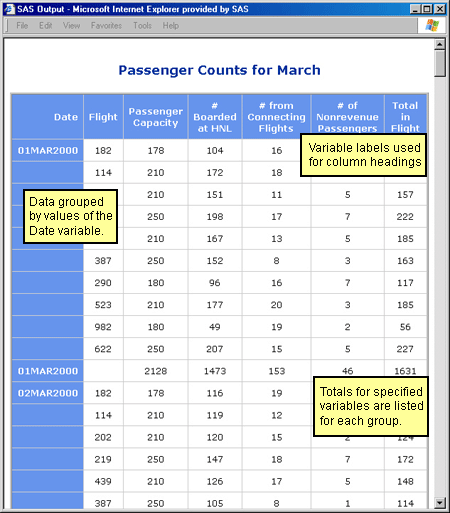 SAS Output - Microsoft Internet Explorer provided by SAS
File Edit View Favorites Tools Help
Passenger Counts for March
Date Flight Passenger Capacity # Boarded at HNL # from Connecting Flights # of Nonrevenue Passengers Total in Flight
01MAR2000 182 178 104 16
Variable labels used
for column headings
114 210 172 18
Data grouped
by values of the
Date variable.
210 151 11 5 157
250 198 17 7 222
210 167 13 5 185
387 250 152 8 3 163
290 180 96 16 7 117
523 210 177 20 3 185
982 180 49 19 2 56
622 250 207 15 5 227
01MAR2000 2128 1473 153 46 1631
02MAR2000 182 178 116 19
Totals for specified
variables are listed
for each group.
114 210 119 12
202 210 120 15 124
219 250 147 18 7 172
439 210 126 17 5 148
387 250 105 8 1 114